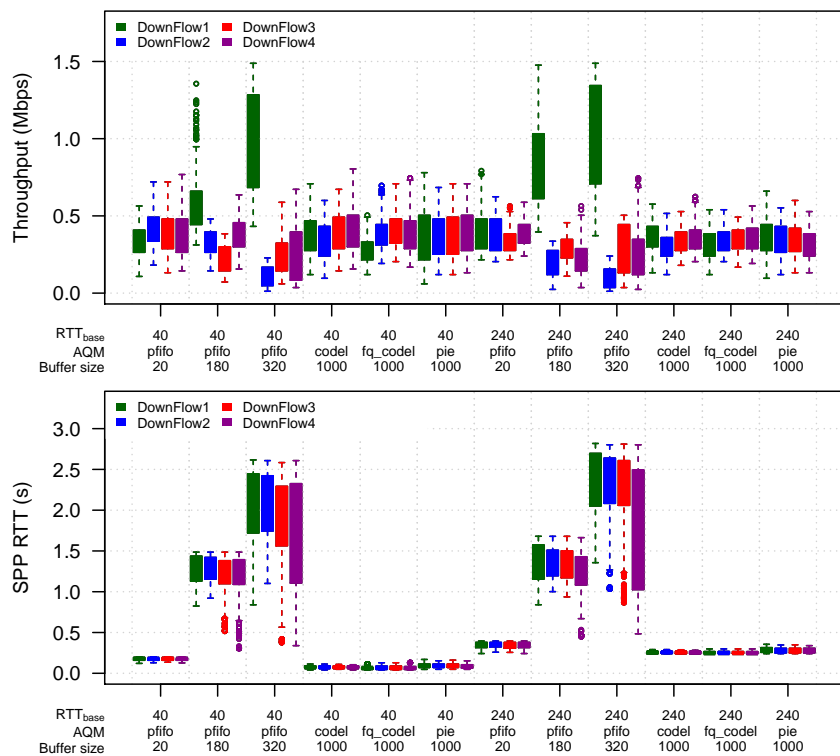 DownFlow1 DownFlow3
DownFlow2 DownFlow4
Throughput (Mbps)
1.5
1.0
0.5
0.0
RTTbase 40 40 40 40 40 40 240 240 240 240 240 240
AQM pfifo pfifo pfifo codel fq_codel pie pfifo pfifo pfifo codel fq_codel pie
Buffer size 20 180 320 1000 1000 1000 20 180 320 1000 1000 1000
DownFlow1 DownFlow3
DownFlow2 DownFlow4
SPP RTT (s)
3.0
2.5
2.0
1.5
1.0
0.5
0.0
RTTbase 40 40 40 40 40 40 240 240 240 240 240 240
AQM pfifo pfifo pfifo codel fq_codel pie pfifo pfifo pfifo codel fq_codel pie
Buffer size 20 180 320 1000 1000 1000 20 180 320 1000 1000 1000